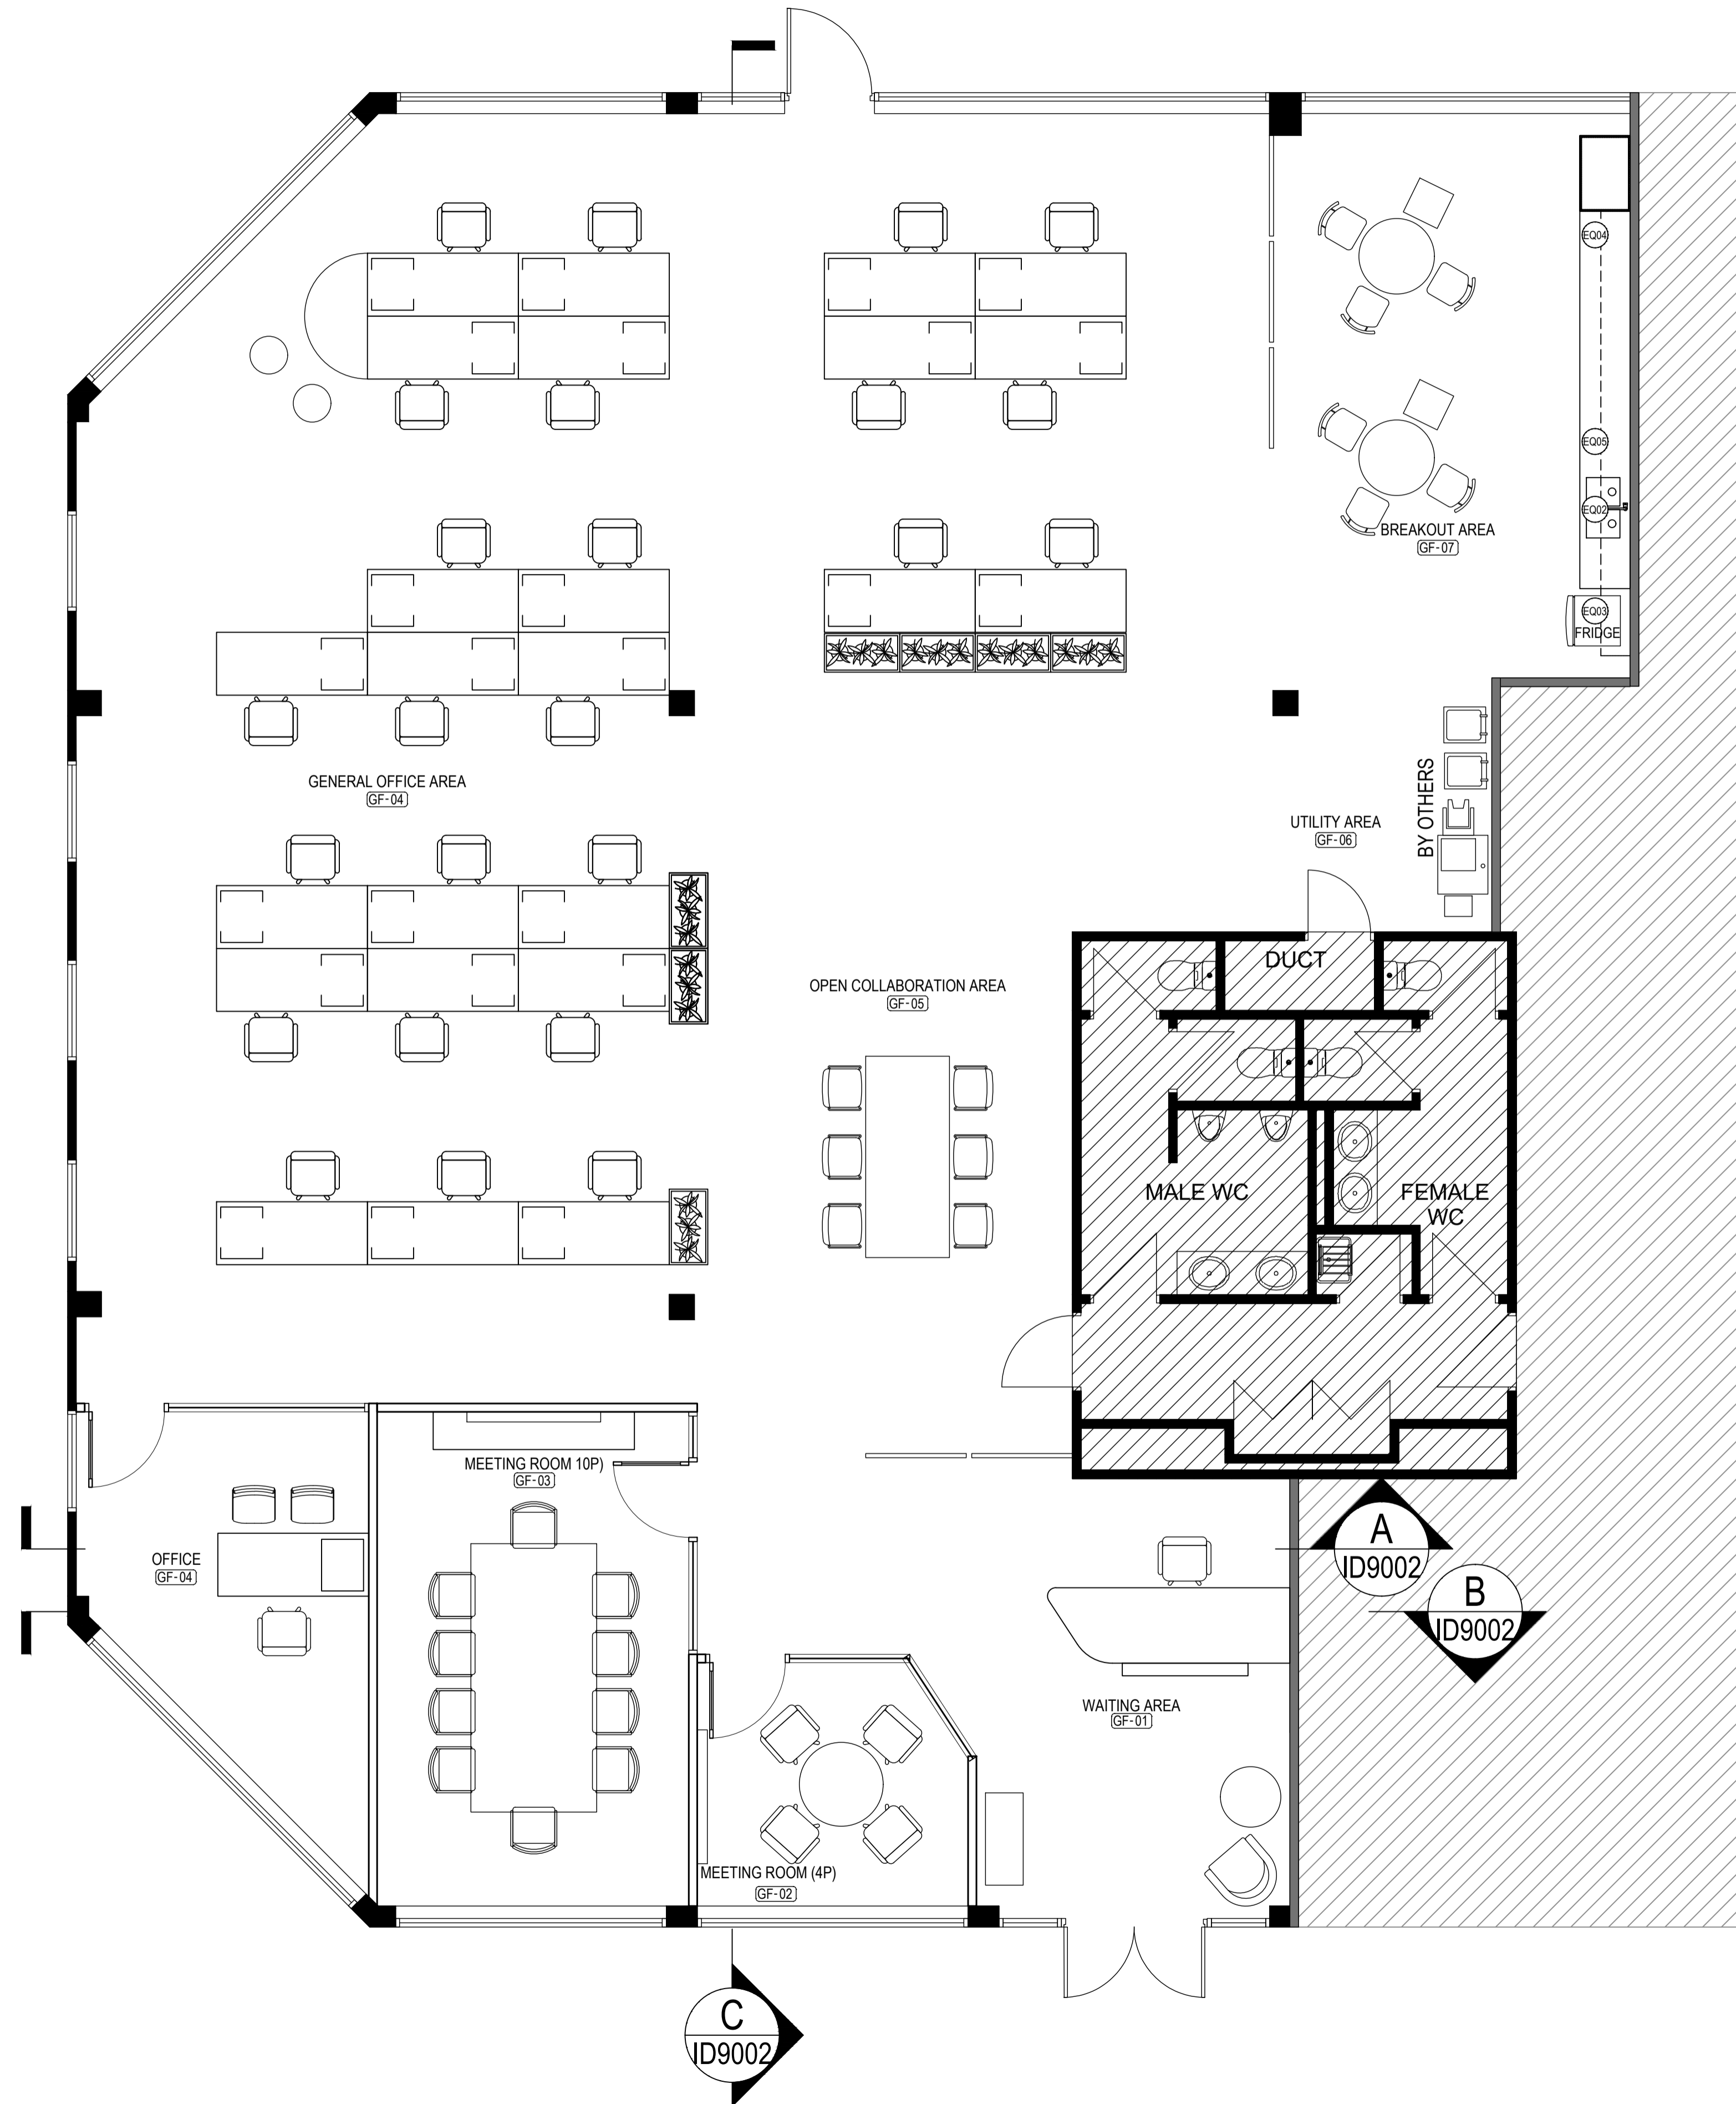 EQ04
EQ05
EQ02
BREAKOUT AREA
GF-07
EQ03
FRIDGE
GENERAL OFFICE AREA
GF-04
BY OTHERS
UTILITY AREA
GF-06
DUCT
OPEN COLLABORATION AREA
GF-05
MALE WC
FEMALE
WC
MEETING ROOM 10P)
GF-03
OFFICE
GF-04
A
ID9002
B
ID9002
WAITING AREA
GF-01
MEETING ROOM (4P)
GF-02
C
ID9002